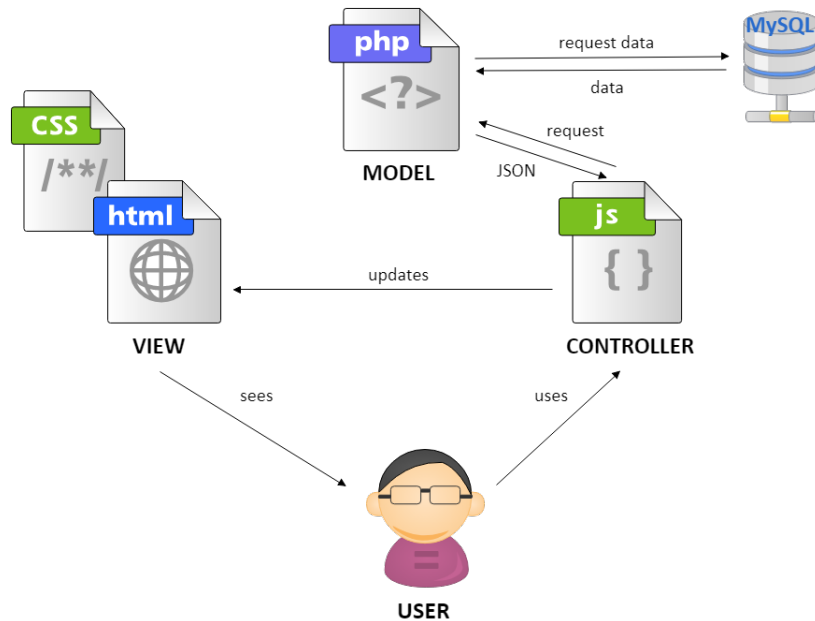 php
<?>
MODEL
request data
data
MySQL
request
JSON
CSS
/**/
html
VIEW
updates
js
{ }
CONTROLLER
sees
uses
USER